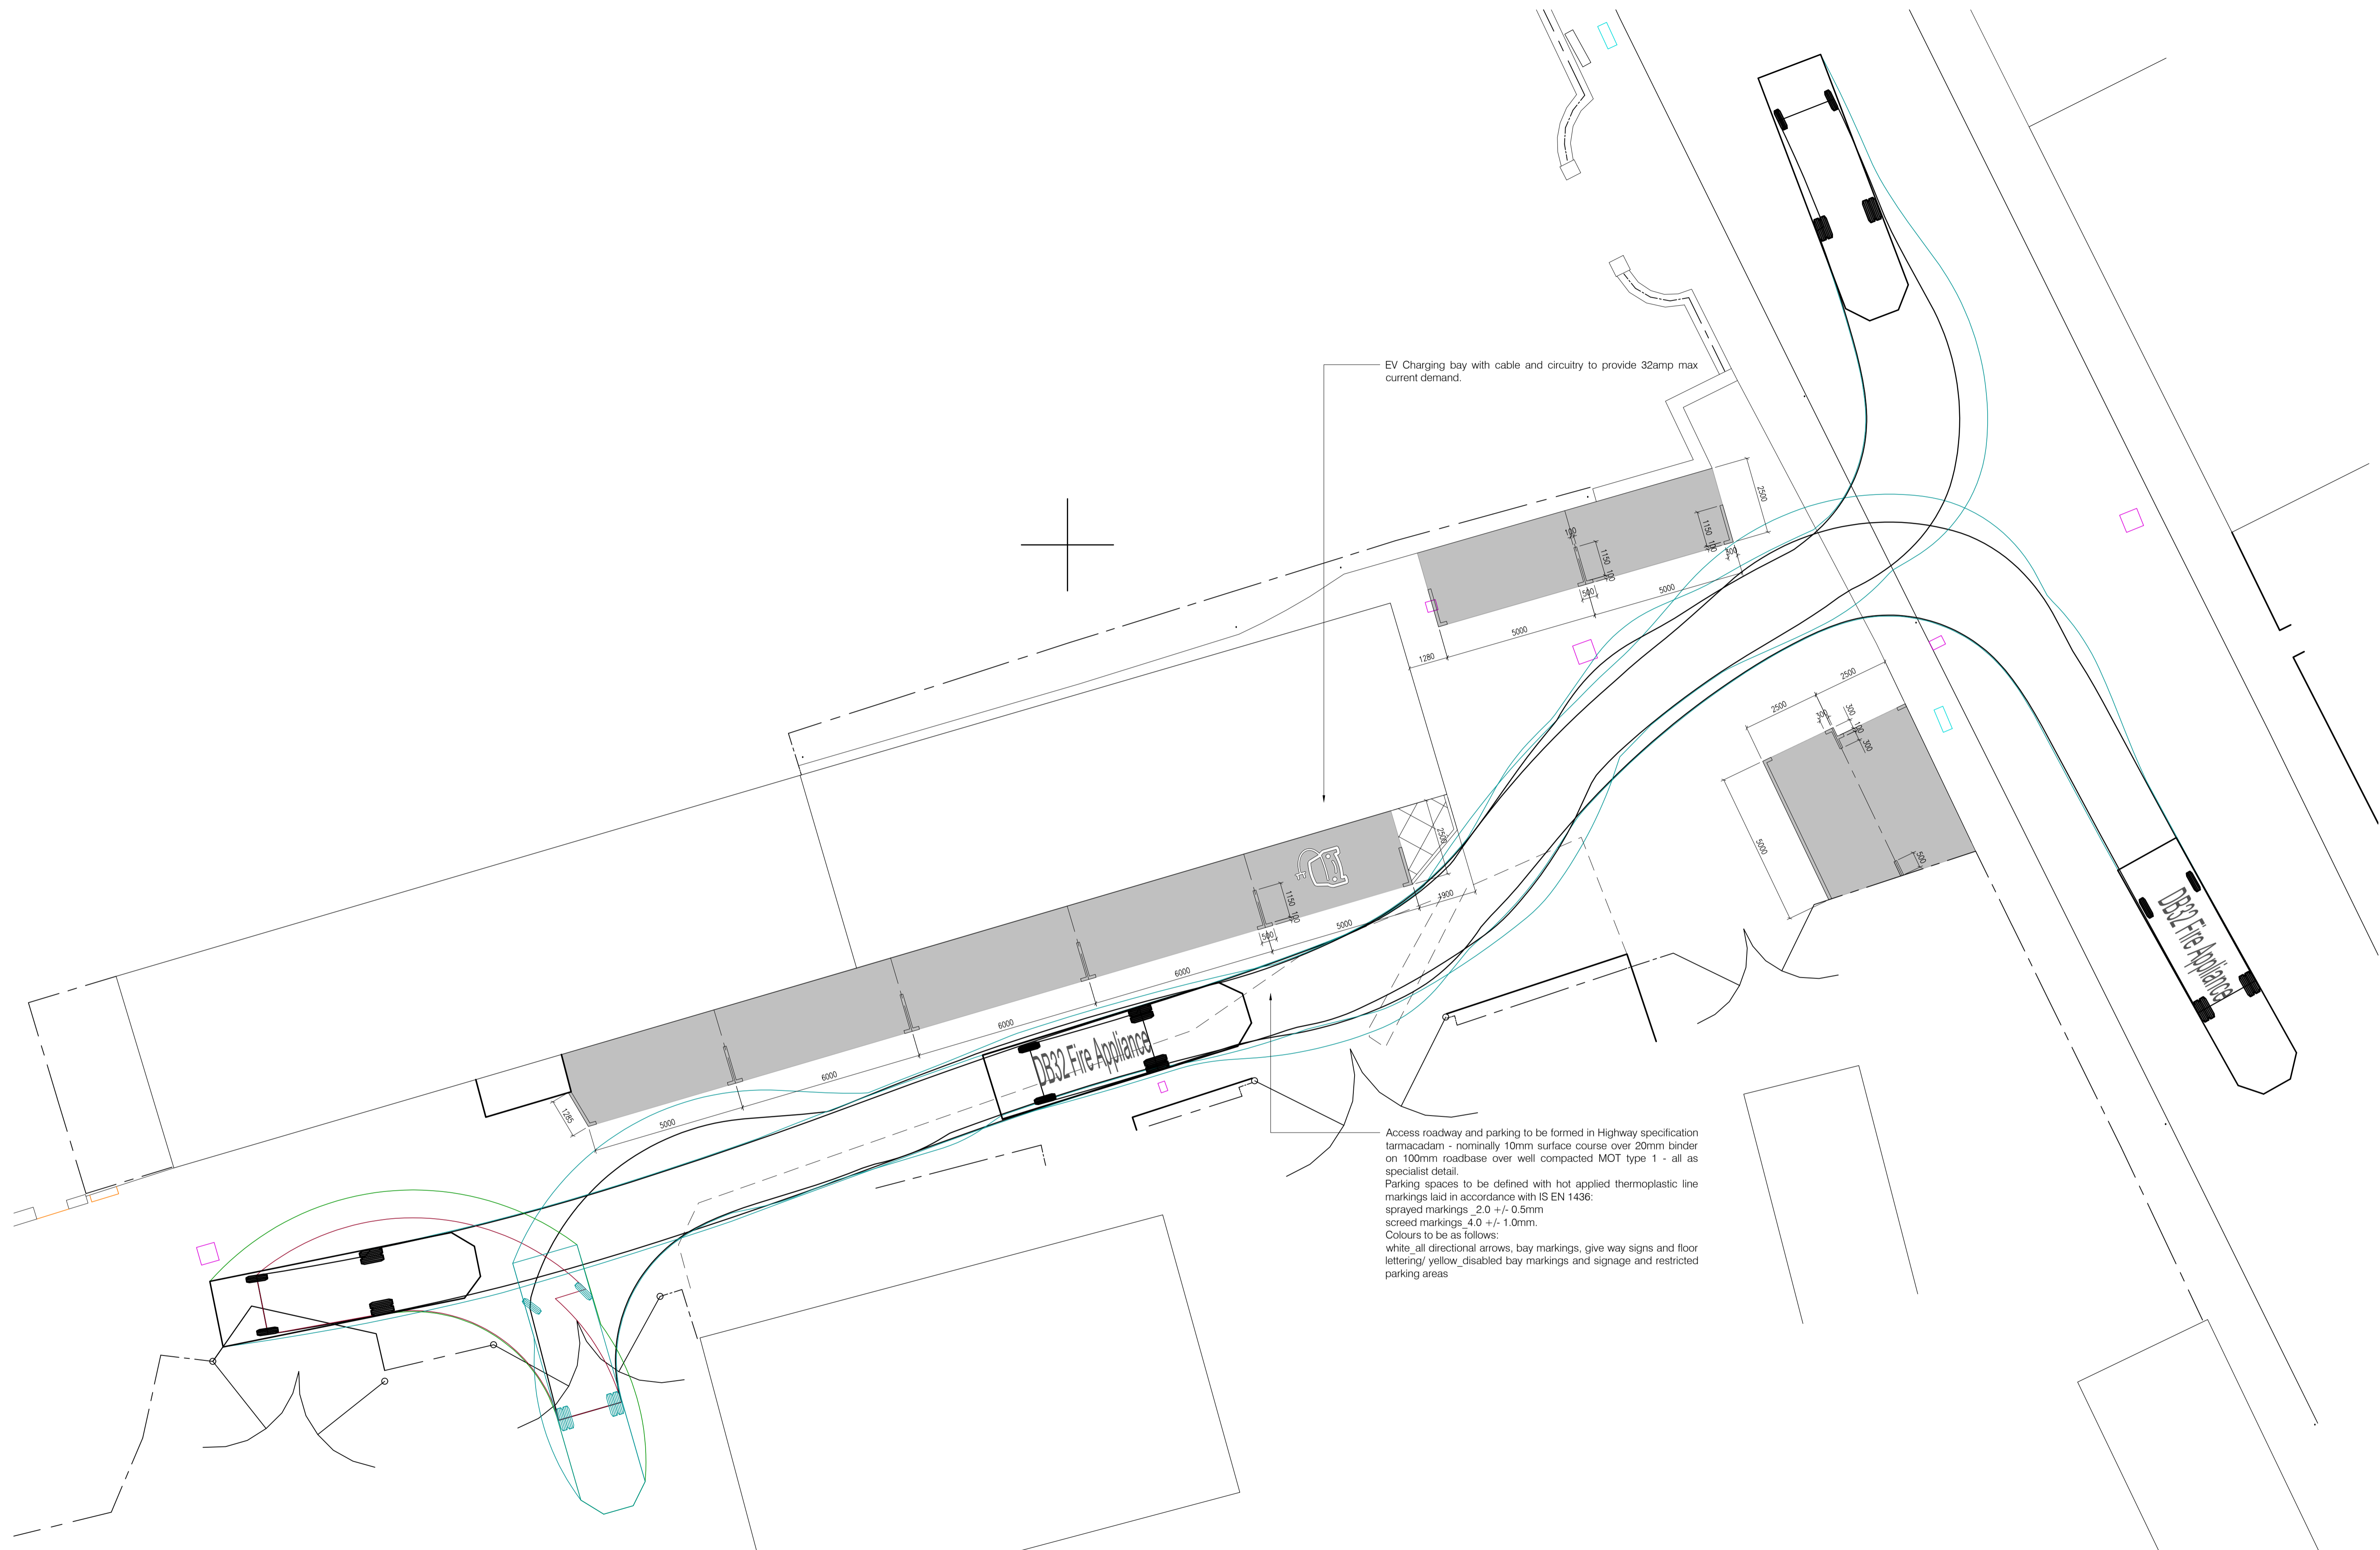 EV Charging bay with cable and circuitry to provide 32amp max
current demand.
2500
1150
100
300
100
1150
100
500
5000
5000
1280
2500
2500
300
300
100
300
5000
500
2500
1900
1150
100
500
5000
6000
6000
6000
5000
1285
DB32 Fire Appliance
DB32 Fire Appliance
Access roadway and parking to be formed in Highway specification
tarmacadam - nominally 10mm surface course over 20mm binder
on 100mm roadbase over well compacted MOT type 1 - all as
specialist detail.
Parking spaces to be defined with hot applied thermoplastic line
markings laid in accordance with IS EN 1436:
sprayed markings _2.0 +/- 0.5mm
screed markings_4.0 +/- 1.0mm.
Colours to be as follows:
white_all directional arrows, bay markings, give way signs and floor
lettering/ yellow_disabled bay markings and signage and restricted
parking areas